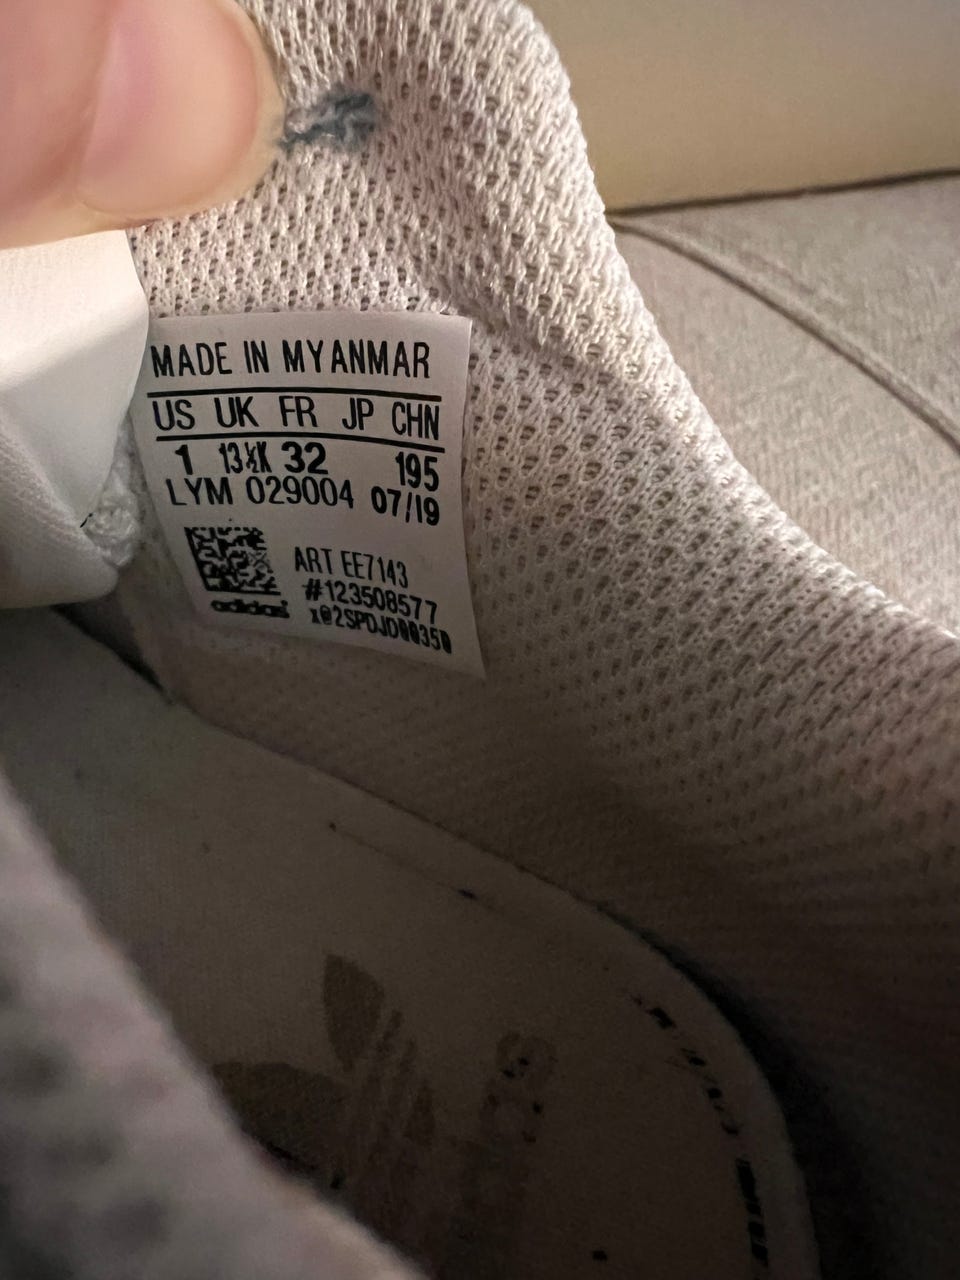 MADE IN MYANMAR
US UK FR JP CHN
1 13½K 32 195
LYM 029004 07/19
ART EE7143
#123508577
adidas